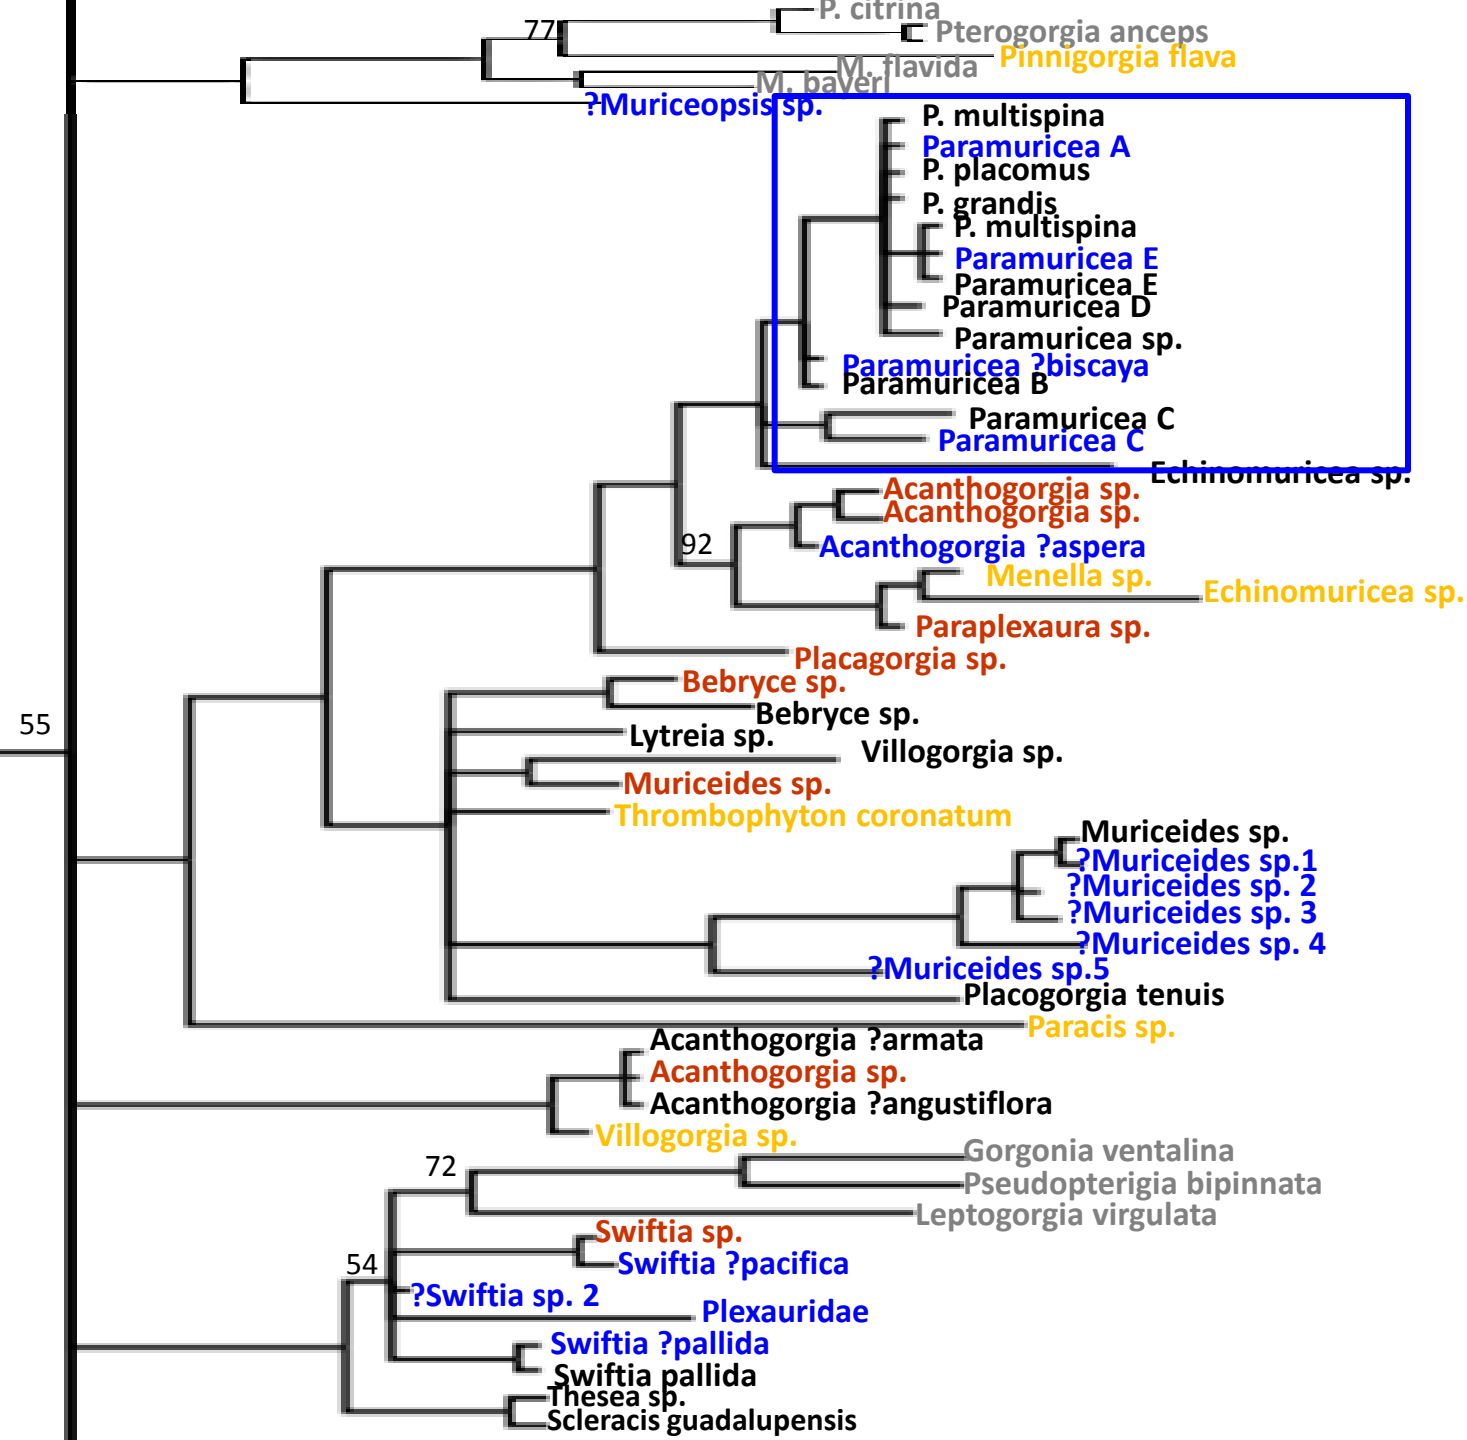 P. citrina
77
Pterogorgia anceps
Pinnigorgia flava
M. flavida
M. bayeri
?Muriceopsis sp.
P. multispina
Paramuricea A
P. placomus
P. grandis
P. multispina
Paramuricea E
Paramuricea E
Paramuricea D
Paramuricea sp.
Paramuricea ?biscaya
Paramuricea B
Paramuricea C
Paramuricea C
Echinomuricea sp.
Acanthogorgia sp.
Acanthogorgia sp.
92
Acanthogorgia ?aspera
Menella sp.
Echinomuricea sp.
Paraplexaura sp.
Placagorgia sp.
Bebryce sp.
Bebryce sp.
55
Lytreia sp.
Villogorgia sp.
Muriceides sp.
Thrombophyton coronatum
Muriceides sp.
?Muriceides sp.1
?Muriceides sp. 2
?Muriceides sp. 3
?Muriceides sp. 4
?Muriceides sp.5
Placogorgia tenuis
Paracis sp.
Acanthogorgia ?armata
Acanthogorgia sp.
Acanthogorgia ?angustiflora
Villogorgia sp.
Gorgonia ventalina
72
Pseudopterigia bipinnata
Leptogorgia virgulata
Swiftia sp.
54
Swiftia ?pacifica
?Swiftia sp. 2
Plexauridae
Swiftia ?pallida
Swiftia pallida
Thesea sp.
Scleracis guadalupensis